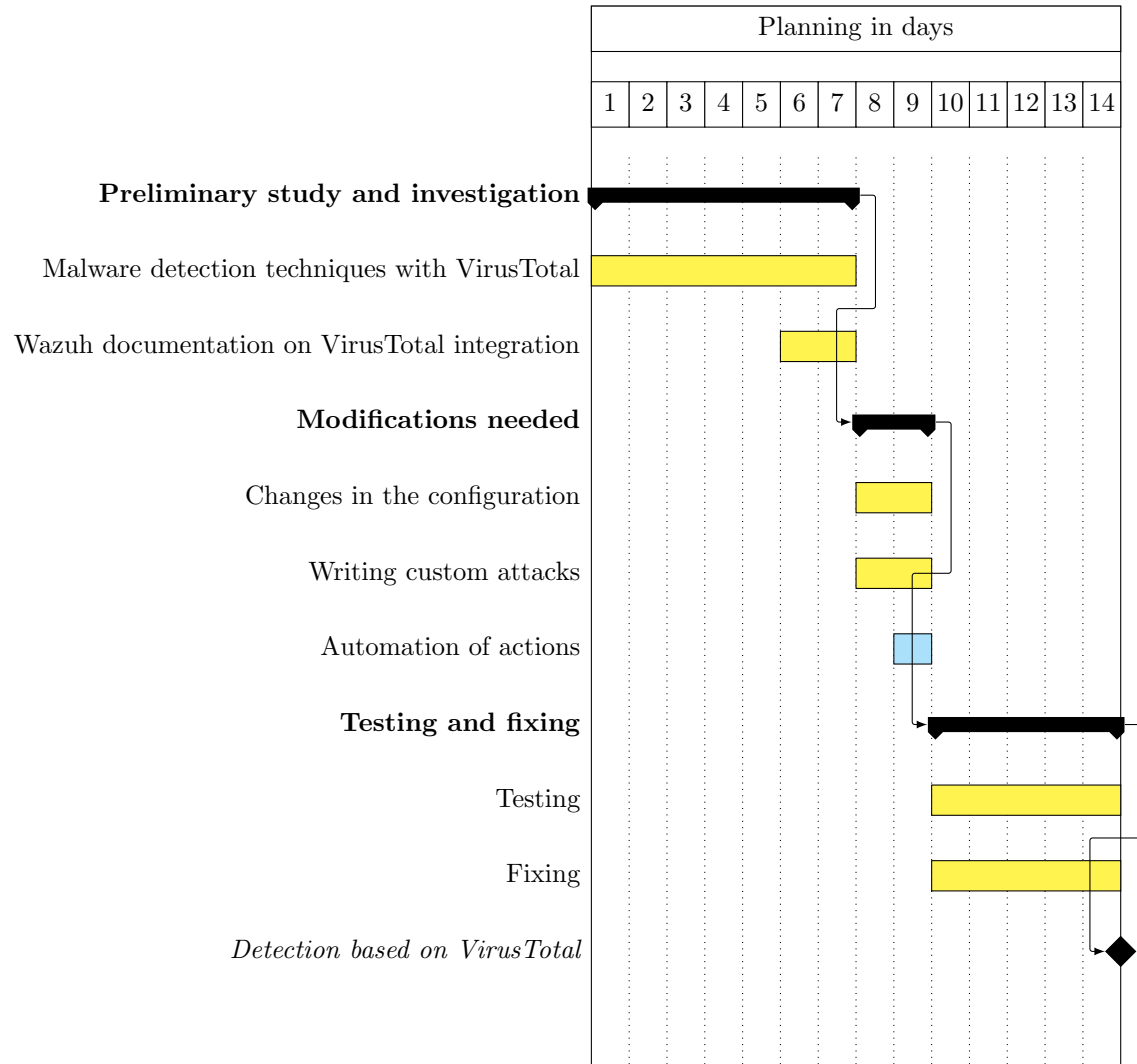 Planning in days
1 2 3 4 5 6 7 8 9 10 11 12 13 14
Preliminary study and investigation
Malware detection techniques with VirusTotal
Wazuh documentation on VirusTotal integration
Modifications needed
Changes in the configuration
Writing custom attacks
Automation of actions
Testing and fixing
Testing
Fixing
Detection based on VirusTotal